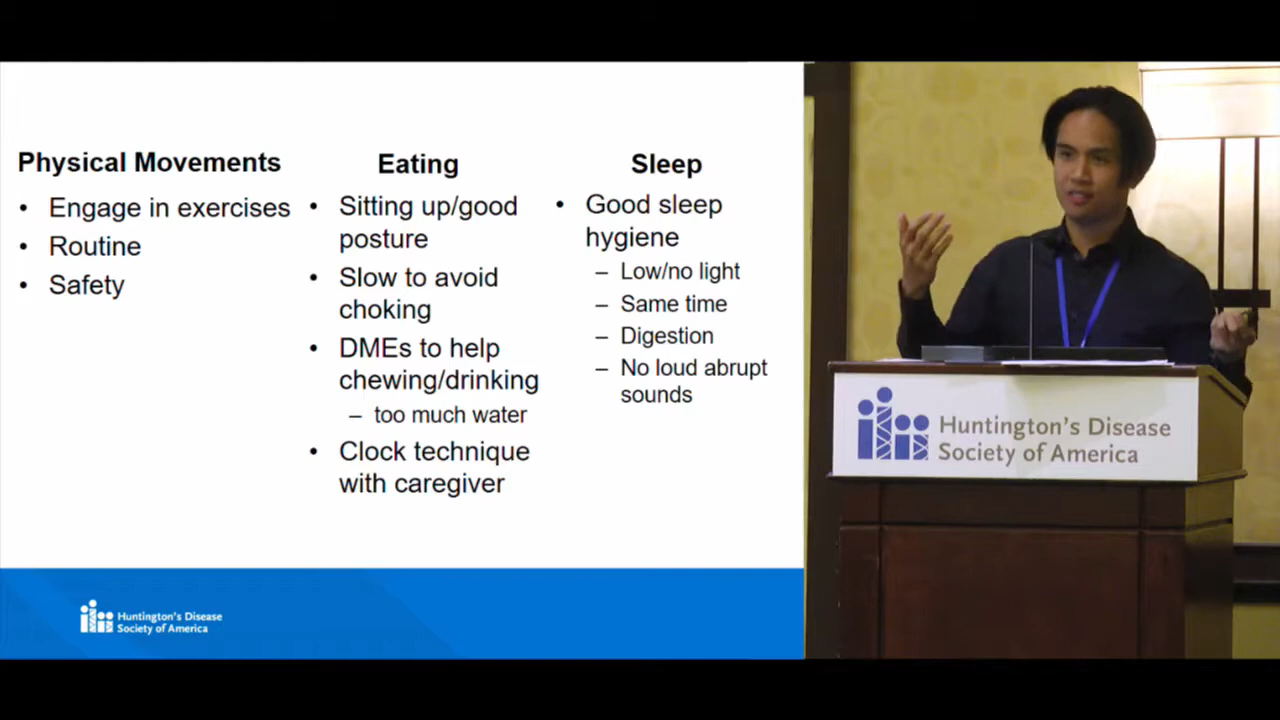 Physical Movements
• Engage in exercises
• Routine
• Safety
Eating
• Sitting up/good
posture
• Slow to avoid
choking
• DMEs to help
chewing/drinking
– too much water
• Clock technique
with caregiver
Sleep
• Good sleep
hygiene
– Low/no light
– Same time
– Digestion
– No loud abrupt
sounds
Huntington's Disease
Society of America
Huntington's Disease
Society of America